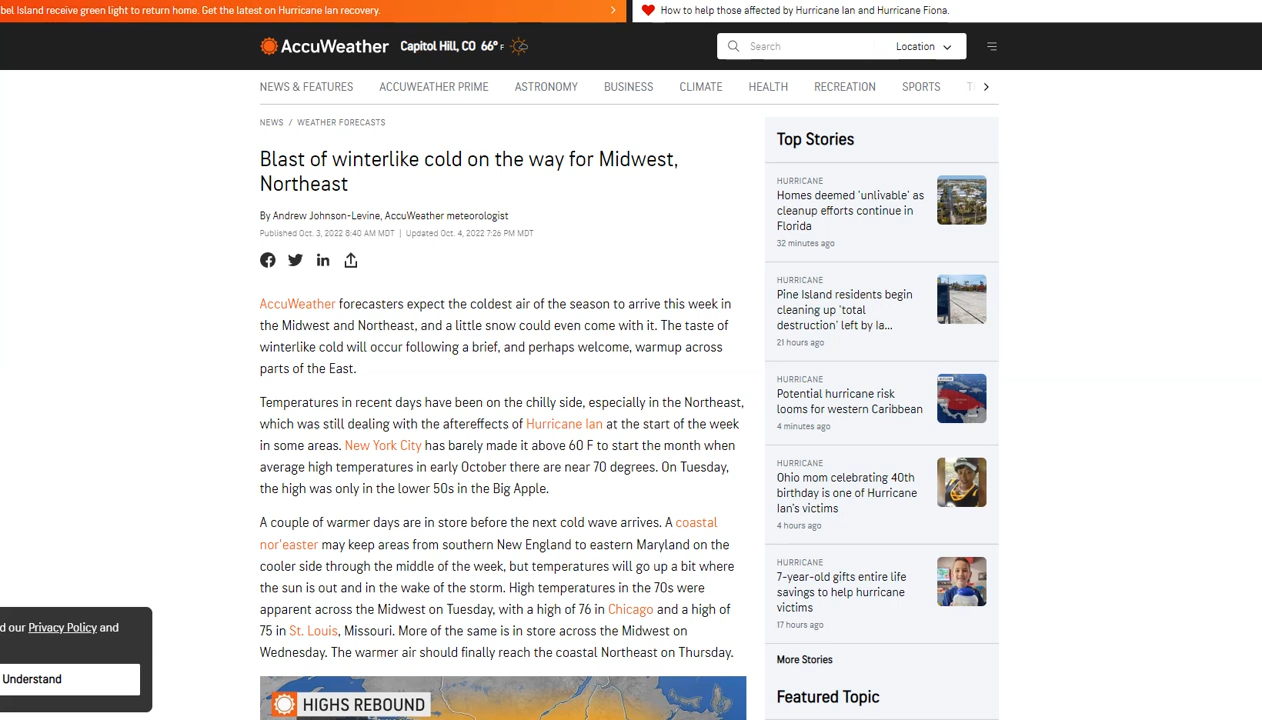 bel Island receive green light to return home. Get the latest on Hurricane Ian recovery.
How to help those affected by Hurricane Ian and Hurricane Fiona.
AccuWeather Capitol Hill, CO 66° F
Search
Location
NEWS & FEATURES ACCUWEATHER PRIME ASTRONOMY BUSINESS CLIMATE HEALTH RECREATION SPORTS
NEWS / WEATHER FORECASTS
Blast of winterlike cold on the way for Midwest,
Northeast
By Andrew Johnson-Levine, AccuWeather meteorologist
Published Oct. 3, 2022 8:40 AM MDT | Updated Oct. 4, 2022 7:26 PM MDT
AccuWeather forecasters expect the coldest air of the season to arrive this week in
the Midwest and Northeast, and a little snow could even come with it. The taste of
winterlike cold will occur following a brief, and perhaps welcome, warmup across
parts of the East.
Temperatures in recent days have been on the chilly side, especially in the Northeast,
which was still dealing with the aftereffects of Hurricane Ian at the start of the week
in some areas. New York City has barely made it above 60 F to start the month when
average high temperatures in early October there are near 70 degrees. On Tuesday,
the high was only in the lower 50s in the Big Apple.
A couple of warmer days are in store before the next cold wave arrives. A coastal
nor'easter may keep areas from southern New England to eastern Maryland on the
cooler side through the middle of the week, but temperatures will go up a bit where
the sun is out and in the wake of the storm. High temperatures in the 70s were
apparent across the Midwest on Tuesday, with a high of 76 in Chicago and a high of
75 in St. Louis, Missouri. More of the same is in store across the Midwest on
Wednesday. The warmer air should finally reach the coastal Northeast on Thursday.
HIGHS REBOUND
Top Stories
HURRICANE
Homes deemed 'unlivable' as
cleanup efforts continue in
Florida
32 minutes ago
HURRICANE
Pine Island residents begin
cleaning up 'total
destruction' left by Ia...
21 hours ago
HURRICANE
Potential hurricane risk
looms for western Caribbean
4 minutes ago
HURRICANE
Ohio mom celebrating 40th
birthday is one of Hurricane
Ian's victims
4 hours ago
HURRICANE
7-year-old gifts entire life
savings to help hurricane
victims
17 hours ago
More Stories
Featured Topic
d our Privacy Policy and
Understand